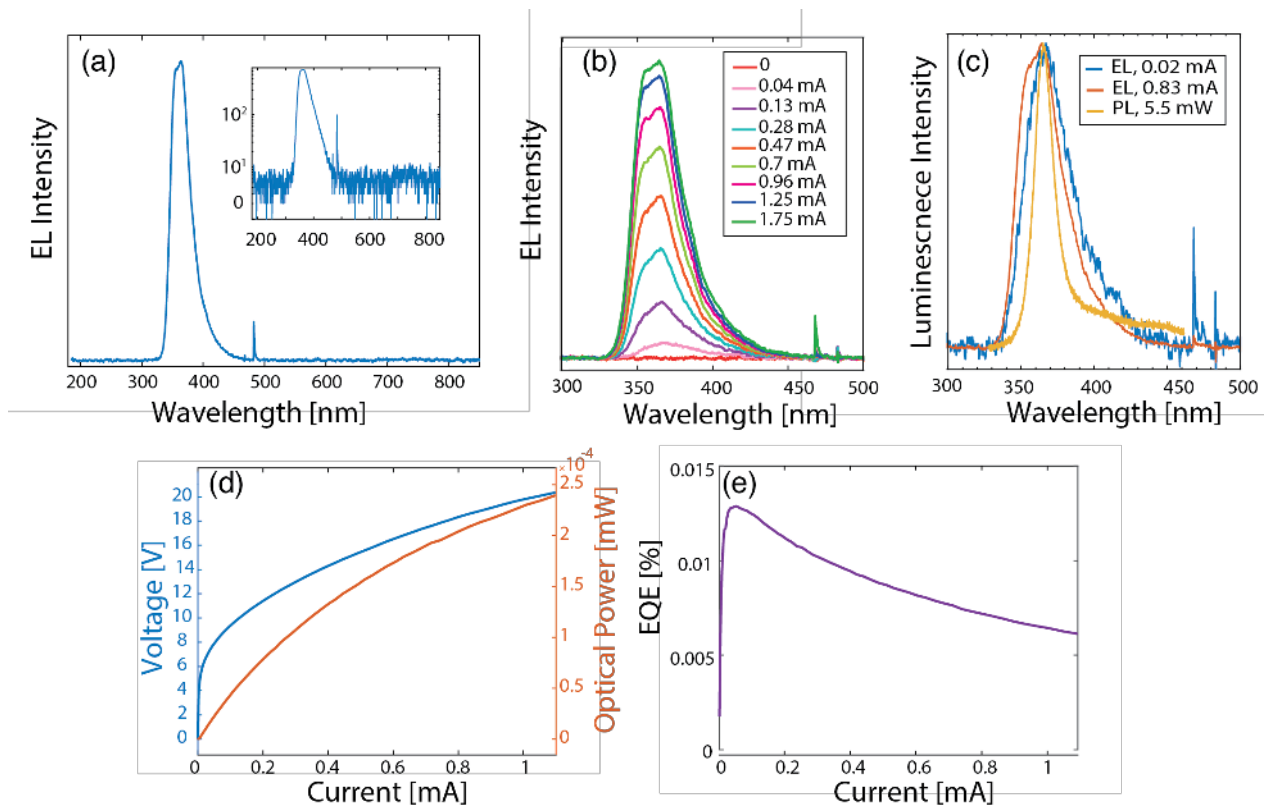 (a)
EL Intensity
10²
10¹
0
200 400 600 800
200 300 400 500 600 700 800
Wavelength [nm]
(b)
EL Intensity
0
0.04 mA
0.13 mA
0.28 mA
0.47 mA
0.7 mA
0.96 mA
1.25 mA
1.75 mA
300 350 400 450 500
Wavelength [nm]
(c)
Luminescnece Intensity
EL, 0.02 mA
EL, 0.83 mA
PL, 5.5 mW
300 350 400 450 500
Wavelength [nm]
(d)
Voltage [V]
20
18
16
14
12
10
8
6
4
2
0
×10⁻⁴
2.5
2
1.5
1
0.5
0
Optical Power [mW]
0 0.2 0.4 0.6 0.8 1
Current [mA]
(e)
EQE [%]
0.015
0.01
0.005
0
0 0.2 0.4 0.6 0.8 1
Current [mA]